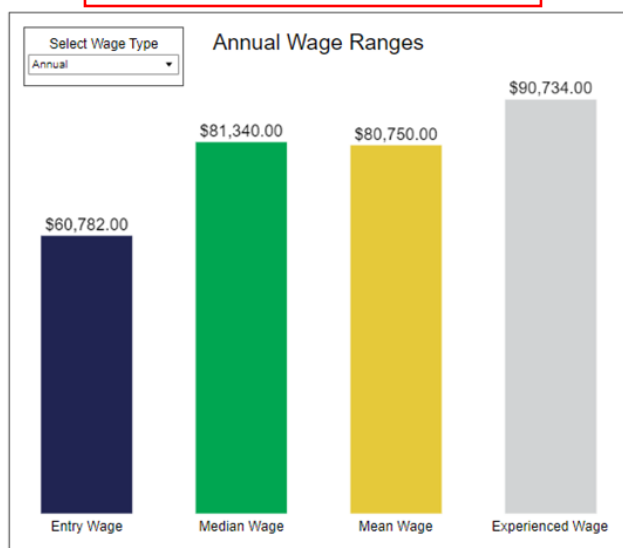 Select Wage Type
Annual
Annual Wage Ranges
$90,734.00
$81,340.00
$80,750.00
$60,782.00
Entry Wage
Median Wage
Mean Wage
Experienced Wage